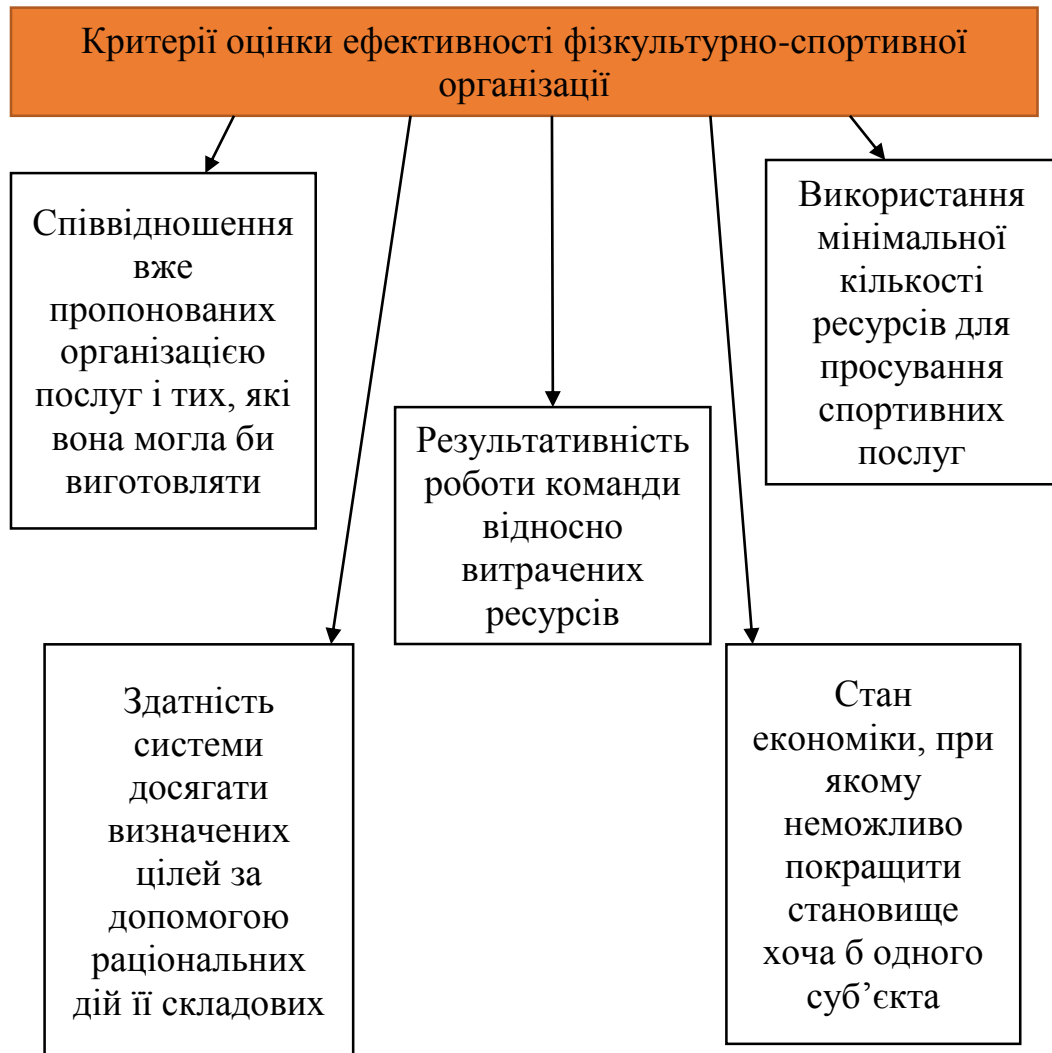 Критерії оцінки ефективності фізкультурно-спортивної
організації
Співвідношення
вже
пропонованих
організацією
послуг і тих, які
вона могла би
виготовляти
Здатність
системи
досягати
визначених
цілей за
допомогою
раціональних
дій її складових
Результативність
роботи команди
відносно
витрачених
ресурсів
Стан
економіки, при
якому
неможливо
покращити
становище
хоча б одного
суб’єкта
Використання
мінімальної
кількості
ресурсів для
просування
спортивних
послуг